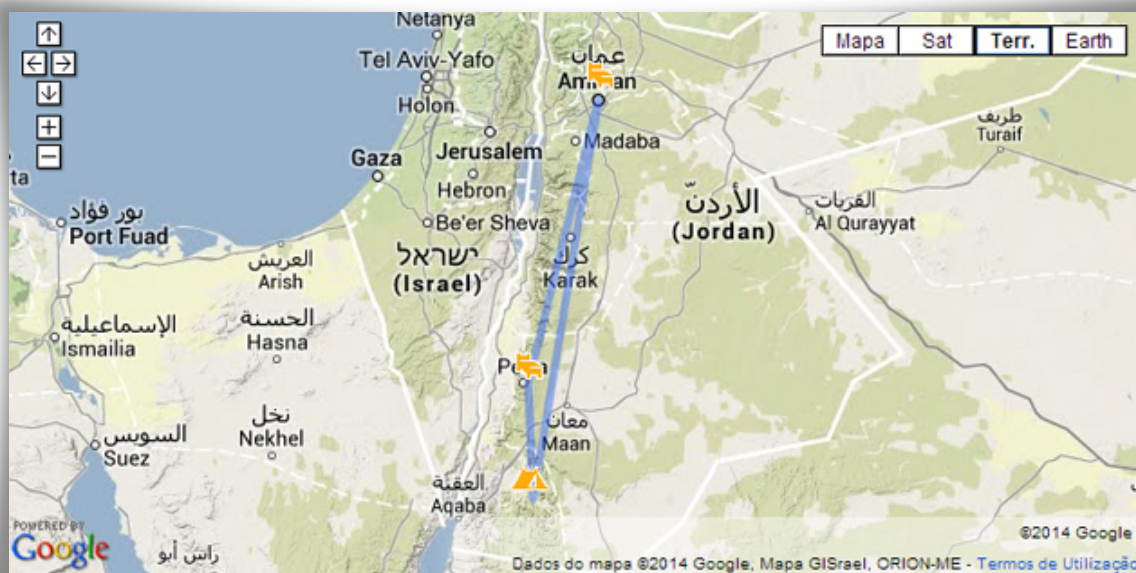 Netanya
Mapa
Sat
Terr.
Earth
Tel Aviv-Yafo
عمان
Amman
Holon
Madaba
طريف
Turaif
Jerusalem
Gaza
Hebron
ta
القريات
Al Qurayyat
الأردنّ
(Jordan)
بور فؤاد
Port Fuad
Be'er Sheva
ישראל
(Israel)
العريش
Arish
كرك
Karak
الإسماعيلية
Ismailia
الحسنة
Hasna
نخل
Nekhel
معان
Maan
السويس
Suez
العقبة
Aqaba
POWERED BY
Google
راس أبو
©2014 Google
Dados do mapa ©2014 Google, Mapa GISrael, ORION-ME - Termos de Utilização